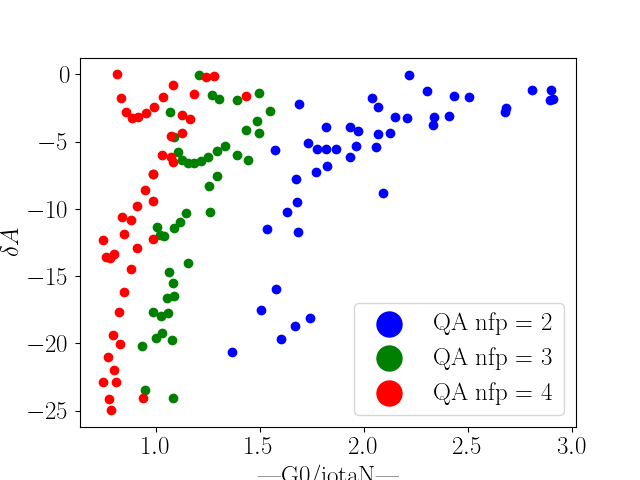 0
−5
−10
−15
−20
−25
δA
QA nfp = 2
QA nfp = 3
QA nfp = 4
1.0 1.5 2.0 2.5 3.0
—G0/iotaN—